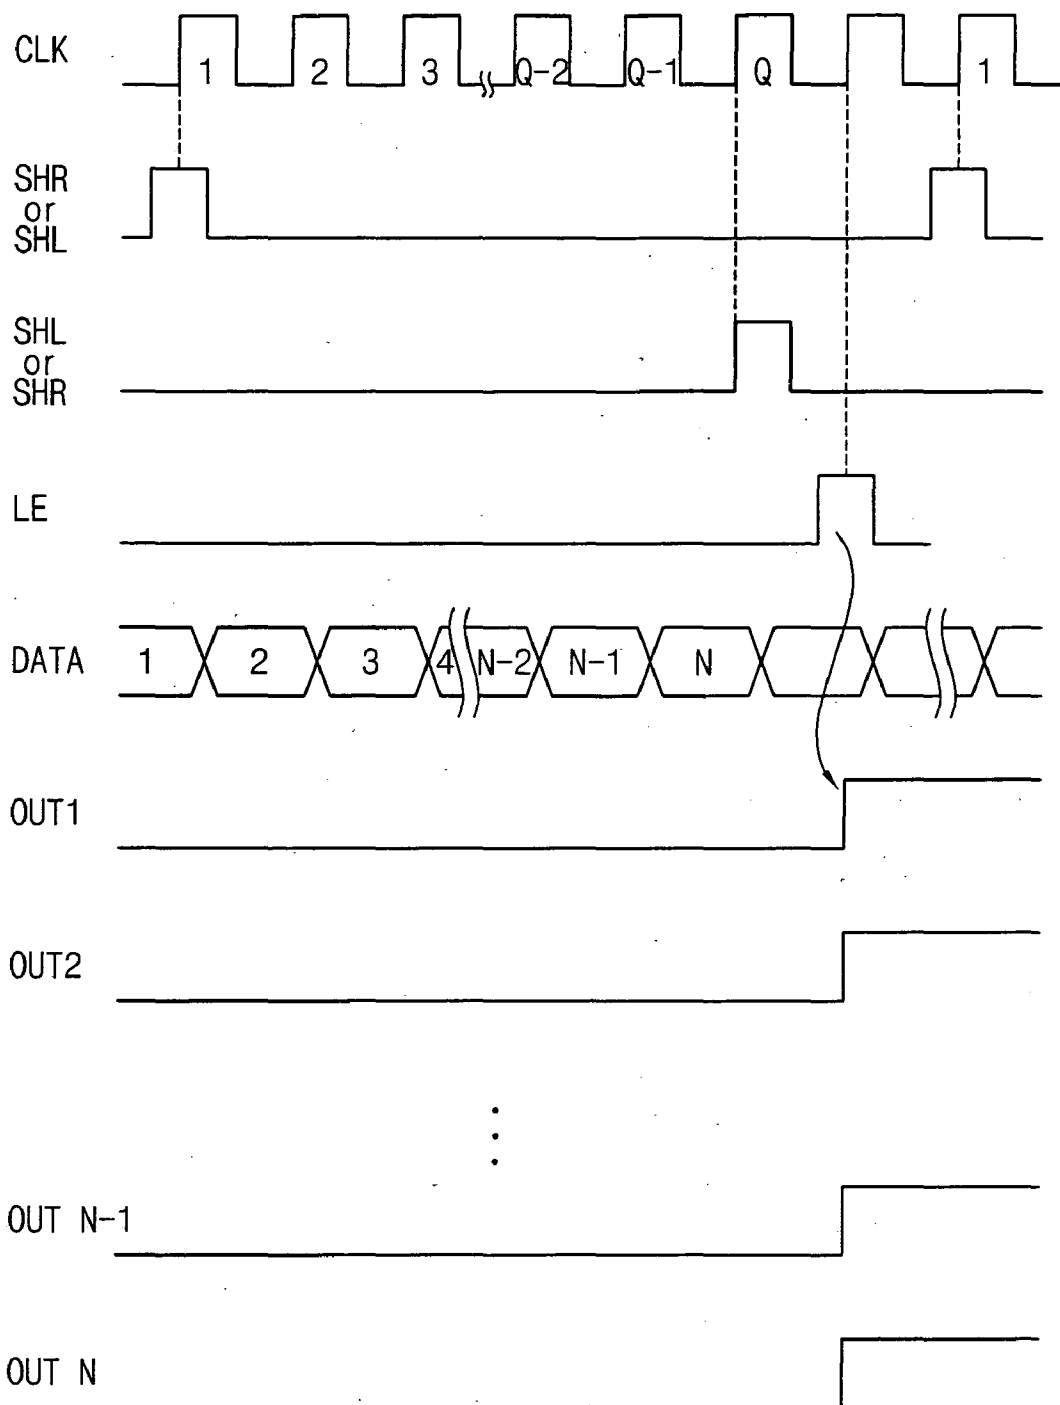 CLK
1 2 3 Q-2 Q-1 Q 1
SHR
or
SHL
SHL
or
SHR
LE
DATA
1 2 3 4 N-2 N-1 N
OUT1
OUT2
OUT N-1
OUT N